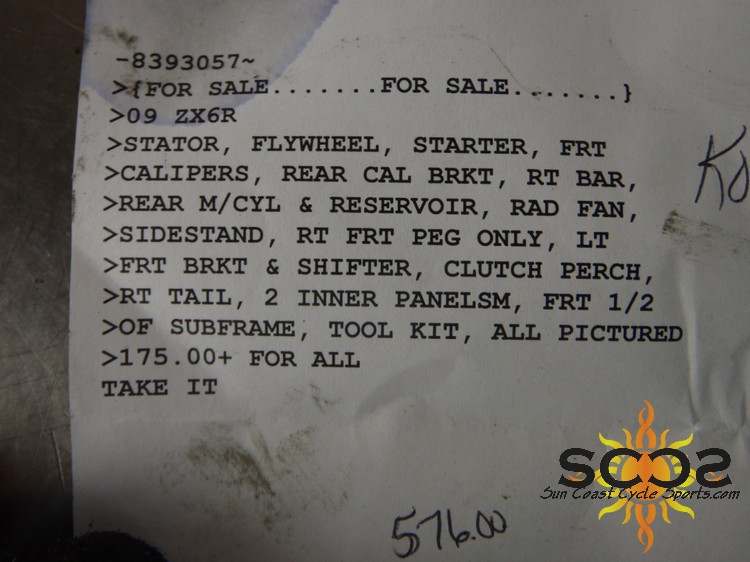 -8393057~
>{FOR SALE.......FOR SALE.......}
>09 ZX6R
>STATOR, FLYWHEEL, STARTER, FRT
>CALIPERS, REAR CAL BRKT, RT BAR,
>REAR M/CYL & RESERVOIR, RAD FAN,
>SIDESTAND, RT FRT PEG ONLY, LT
>FRT BRKT & SHIFTER, CLUTCH PERCH,
>RT TAIL, 2 INNER PANELSM, FRT 1/2
>OF SUBFRAME, TOOL KIT, ALL PICTURED
>175.00+ FOR ALL
TAKE IT
SCCS
Sun Coast Cycle Sports.com
576.00